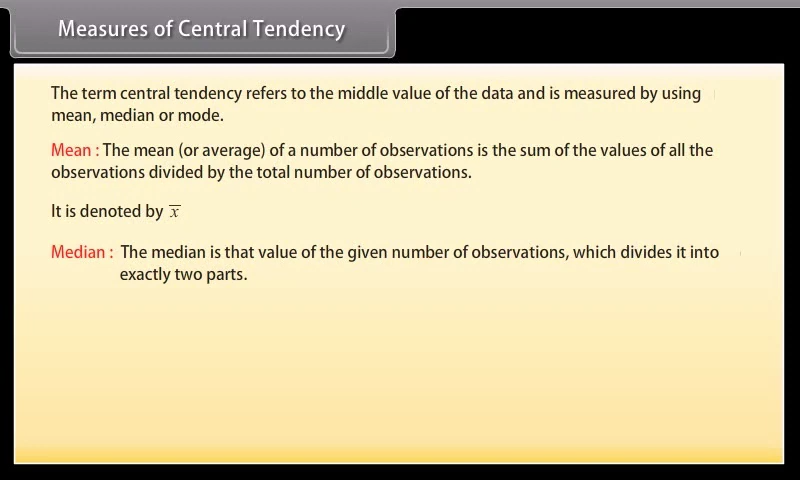 Measures of Central Tendency
The term central tendency refers to the middle value of the data and is measured by using
mean, median or mode.
Mean : The mean (or average) of a number of observations is the sum of the values of all the
observations divided by the total number of observations.
It is denoted by x̅
Median : The median is that value of the given number of observations, which divides it into
exactly two parts.